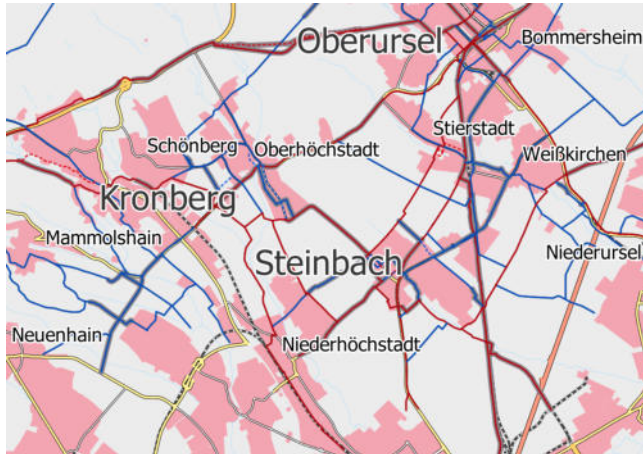 Oberursel
Bommersheim
Stierstadt
Schönberg
Oberhöchstadt
Weißkirchen
Kronberg
Mammolshain
Steinbach
Niederursel
Neuenhain
Niederhöchstadt